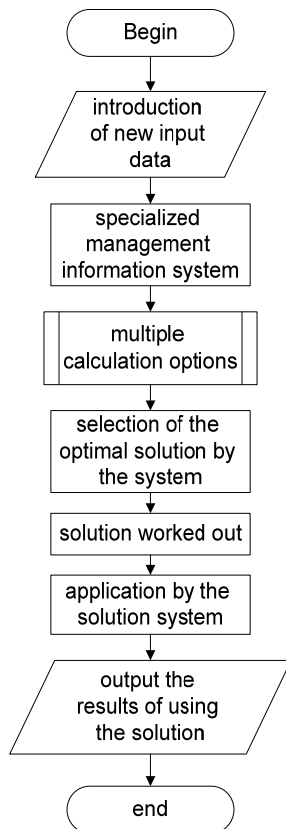 Begin
introduction
of new input
data
specialized
management
information system
multiple
calculation options
selection of the
optimal solution by
the system
solution worked out
application by the
solution system
output the
results of using
the solution
end